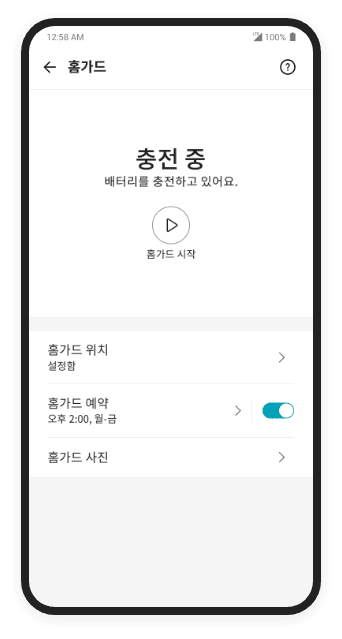 12:58 AM
100%
홈가드
충전 중
배터리를 충전하고 있어요.
홈가드 시작
홈가드 위치
설정함
홈가드 예약
오후 2:00, 월-금
홈가드 사진